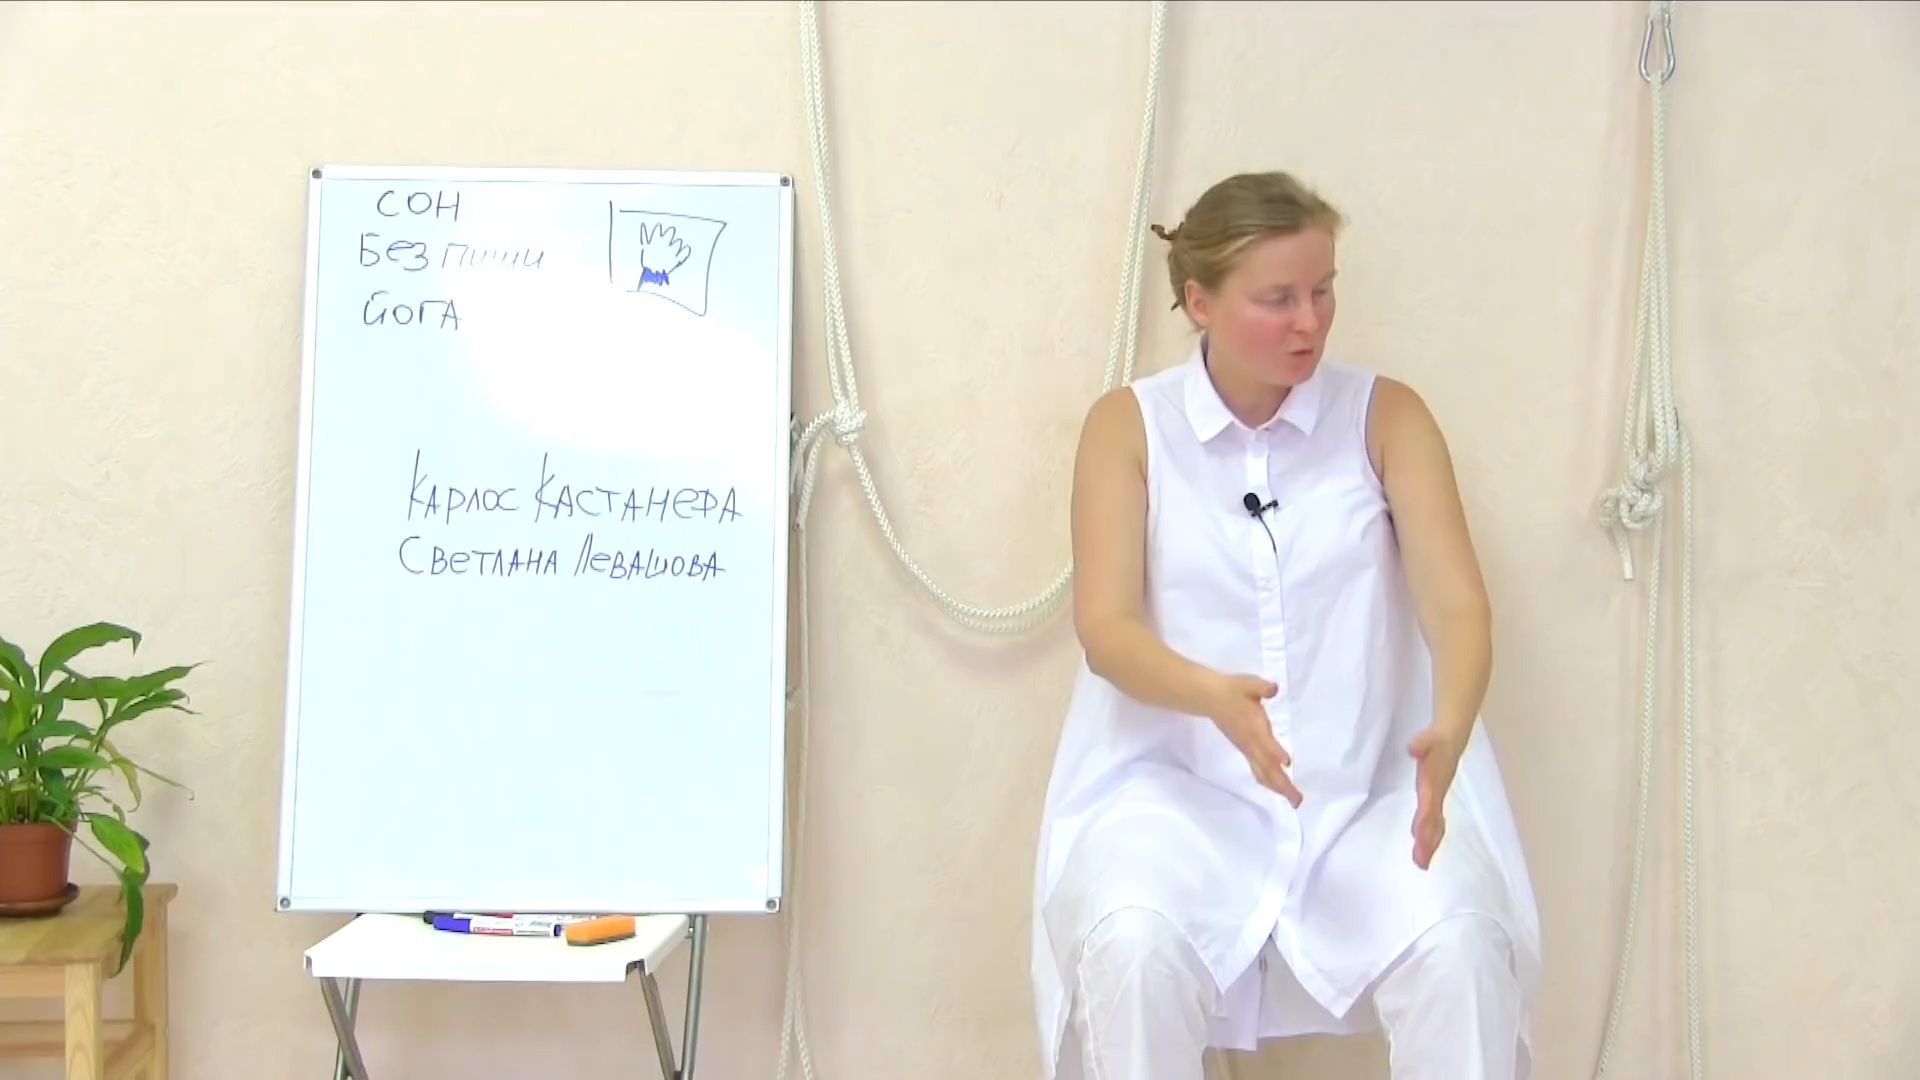 СОН
Без пищи
ЙОГА
КАРЛОС КАСТАНЕДА
СВЕТЛАНА ЛЕВАШОВА